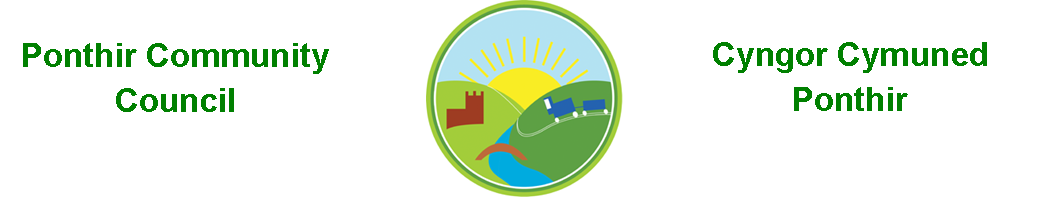 Ponthir Community
Council
Cyngor Cymuned
Ponthir